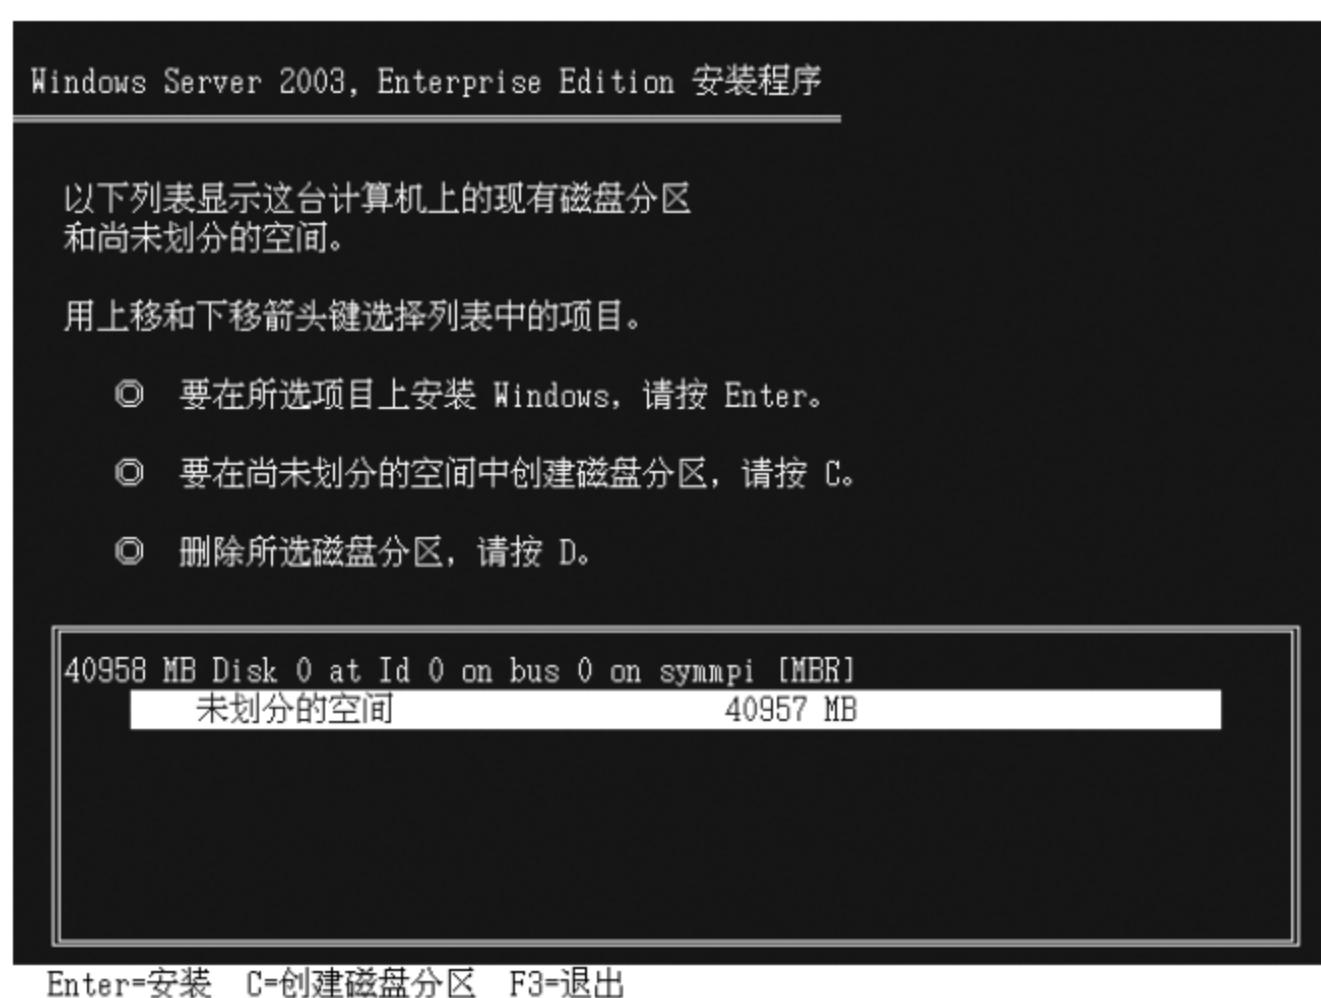 Windows Server 2003, Enterprise Edition 安装程序
以下列表显示这台计算机上的现有磁盘分区
和尚未划分的空间。
用上移和下移箭头键选择列表中的项目。
◎ 要在所选项目上安装 Windows，请按 Enter。
◎ 要在尚未划分的空间中创建磁盘分区，请按 C。
◎ 删除所选磁盘分区，请按 D。
40958 MB Disk 0 at Id 0 on bus 0 on symmpi [MBR]
未划分的空间 40957 MB
Enter=安装 C=创建磁盘分区 F3=退出